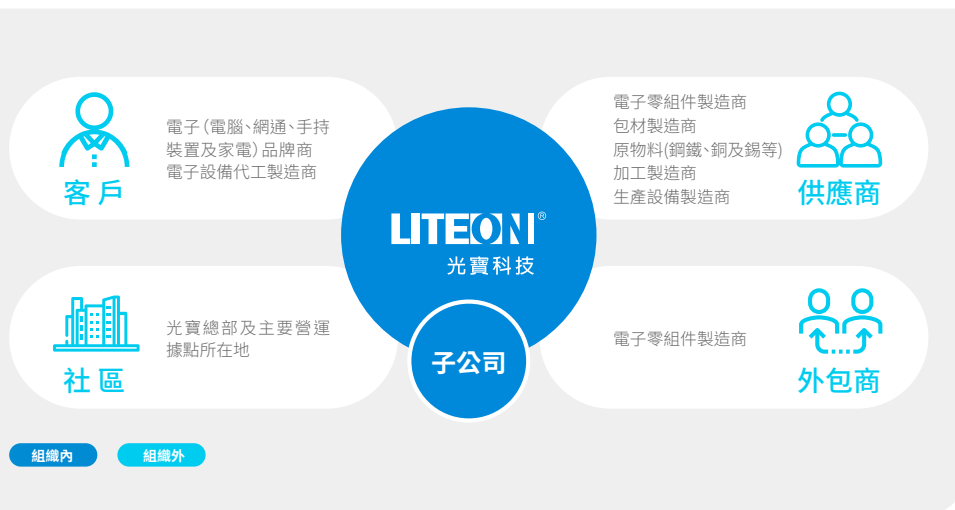 電子(電腦、網通、手持
裝置及家電)品牌商
電子設備代工製造商
客戶
電子零組件製造商
包材製造商
原物料(鋼鐵、銅及錫等)
加工製造商
生產設備製造商
供應商
LITEON®
光寶科技
子公司
光寶總部及主要營運
據點所在地
社區
電子零組件製造商
外包商
組織內
組織外